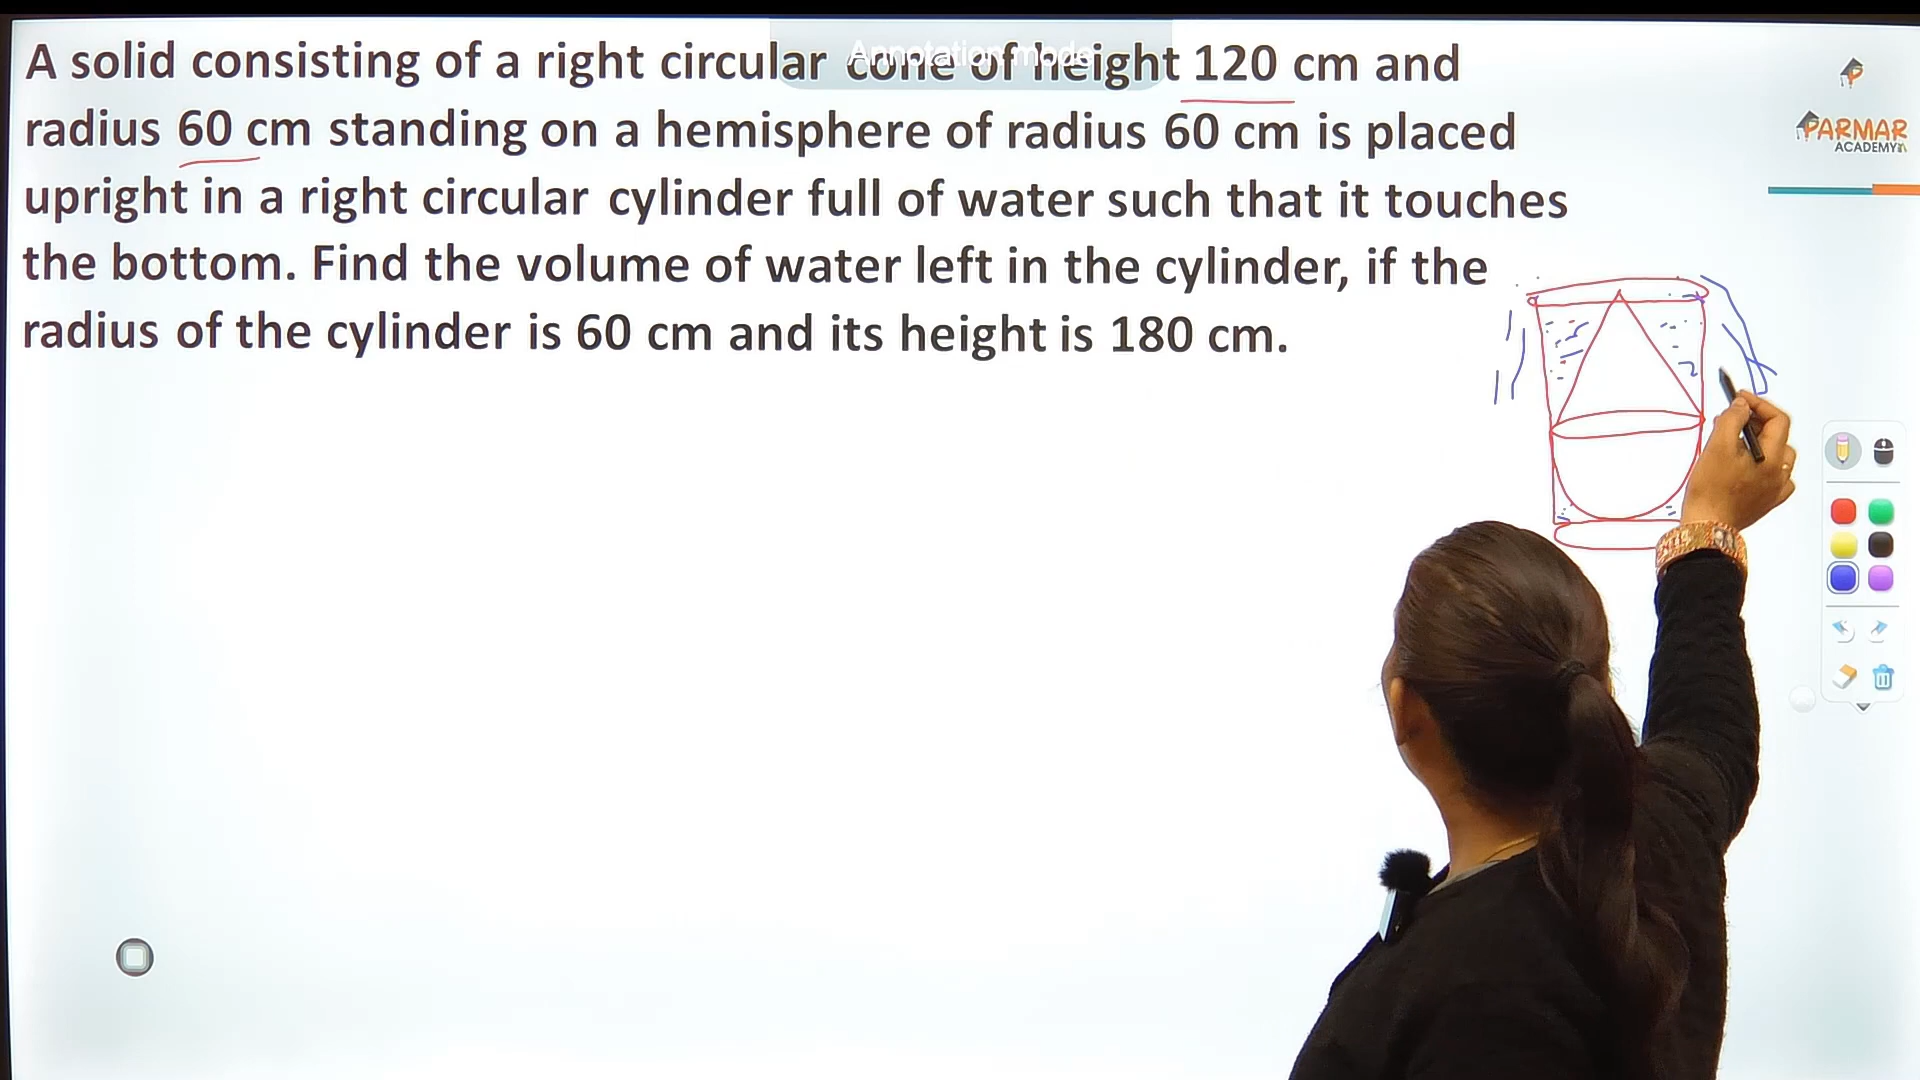 Annotation mode
A solid consisting of a right circular cone of height 120 cm and
radius 60 cm standing on a hemisphere of radius 60 cm is placed
upright in a right circular cylinder full of water such that it touches
the bottom. Find the volume of water left in the cylinder, if the
radius of the cylinder is 60 cm and its height is 180 cm.
PARMAR
ACADEMY